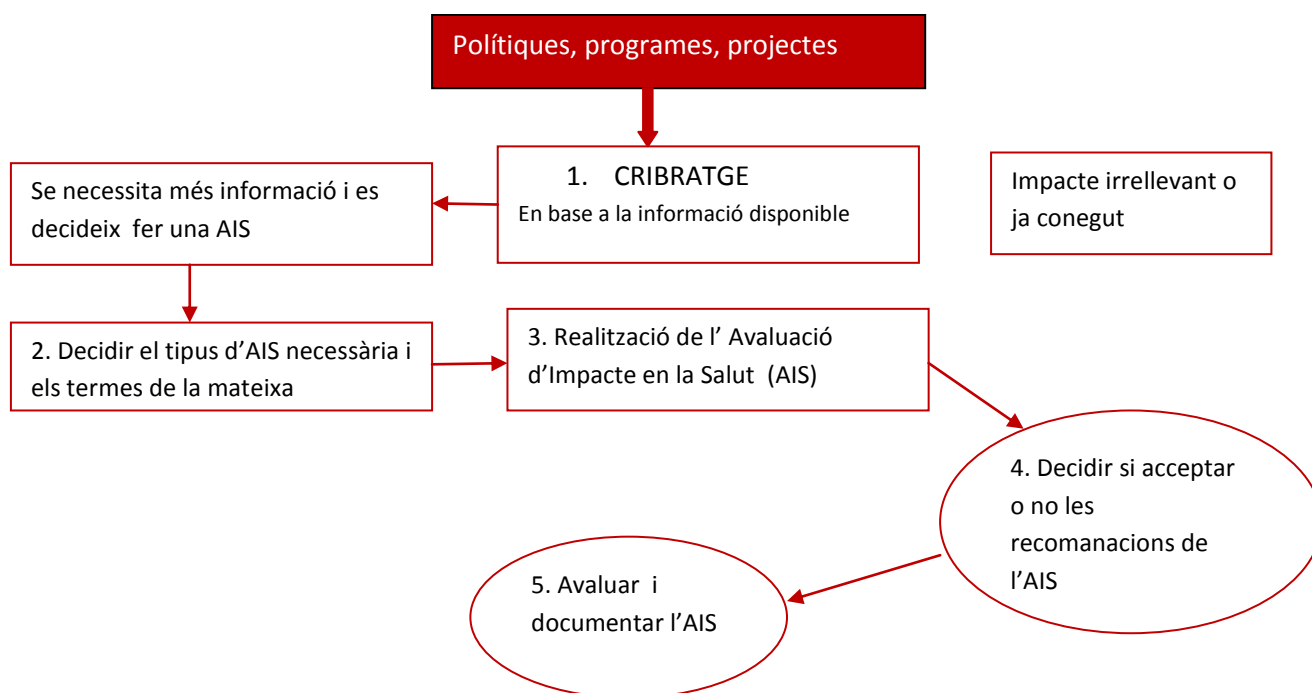 Polítiques, programes, projectes
1. CRIBRATGE
En base a la informació disponible
Impacte irrellevant o
ja conegut
Se necessita més informació i es
decideix fer una AIS
2. Decidir el tipus d’AIS necessària i
els termes de la mateixa
3. Realització de l’ Avaluació
d’Impacte en la Salut (AIS)
4. Decidir si acceptar
o no les
recomanacions de
l’AIS
5. Avaluar i
documentar l’AIS